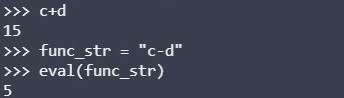 >>> c+d
15
>>> func_str = "c-d"
>>> eval(func_str)
5